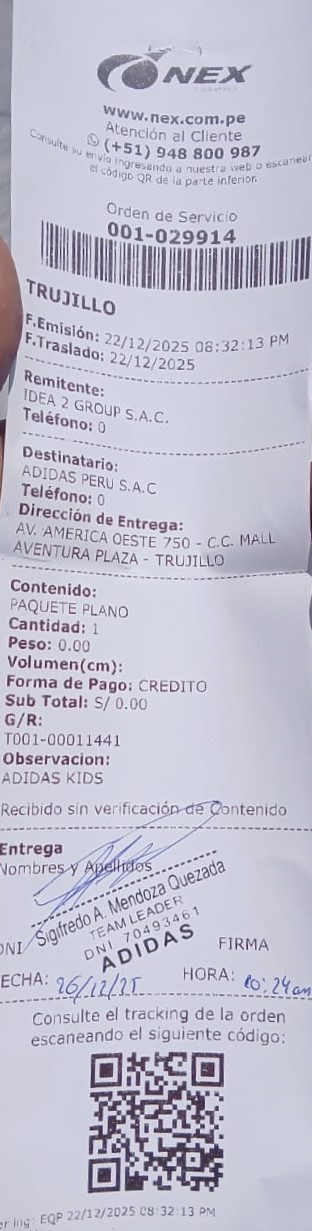 NEX
www.nex.com.pe
Atención al Cliente
(+51) 948 800 987
Consulte su envío ingresando a nuestra web o escanear
el código QR de la parte inferior.
Orden de Servicio
001-029914
TRUJILLO
F.Emisión: 22/12/2025 08:32:13 PM
F.Traslado: 22/12/2025
Remitente:
IDEA 2 GROUP S.A.C.
Teléfono: 0
Destinatario:
ADIDAS PERU S.A.C
Teléfono: 0
Dirección de Entrega:
AV. AMERICA OESTE 750 - C.C. MALL
AVENTURA PLAZA - TRUJILLO
Contenido:
PAQUETE PLANO
Cantidad: 1
Peso: 0.00
Volumen(cm):
Forma de Pago: CREDITO
Sub Total: S/ 0.00
G/R:
T001-00011441
Observacion:
ADIDAS KIDS
Recibido sin verificación de Contenido
Entrega
Nombres y Apellidos
Sigifredo A. Mendoza Quezada
TEAM LEADER
DNI 70493461
ADIDAS
DNI
FIRMA
ECHA: 26/12/25 HORA: 10:24am
Consulte el tracking de la orden
escaneando el siguiente código:
er ing: EQP 22/12/2025 08:32:13 PM